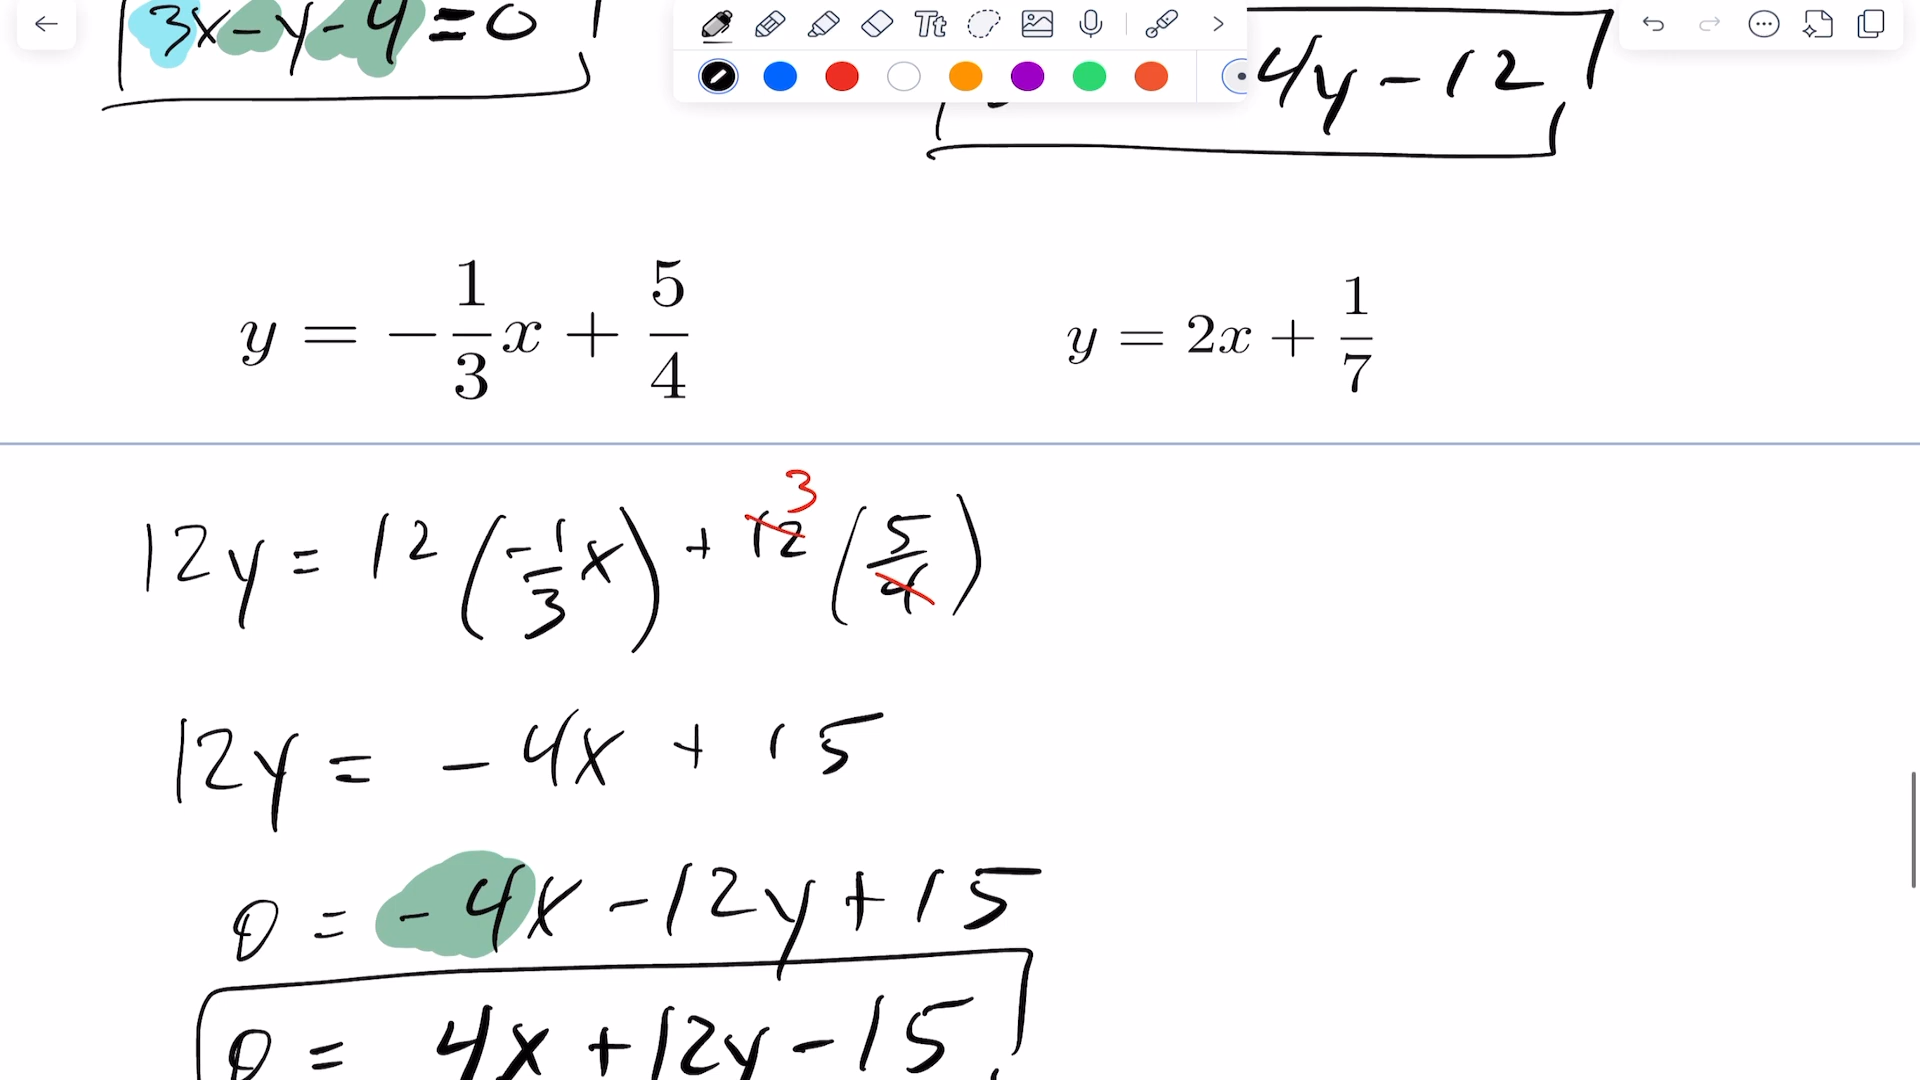 3x-y-4=0
4y-12
y = -1/3 x + 5/4
y = 2x + 1/7
3
12y = 12 (-1/3 x) + 12 (5/4)
12y = -4x + 15
0 = -4x -12y + 15
0 = 4x + 12y - 15
Tt